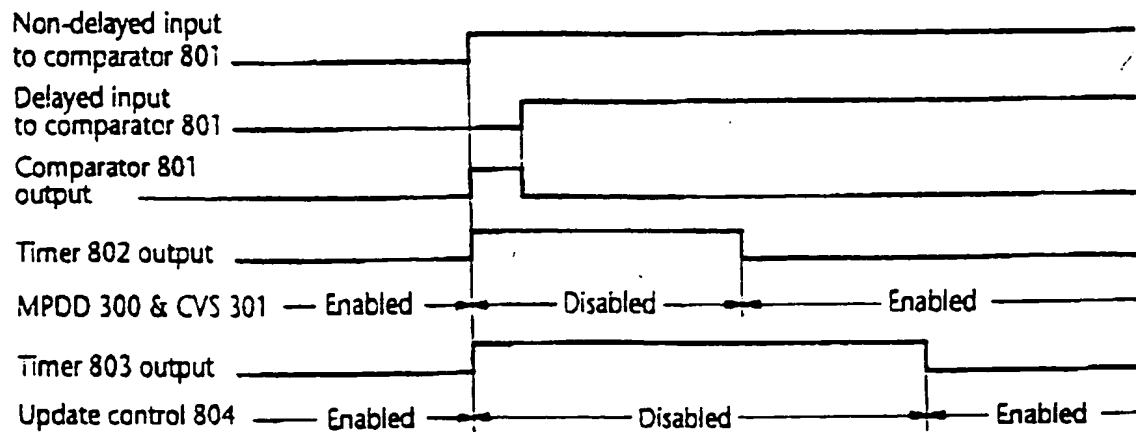 Non-delayed input
to comparator 801
Delayed input
to comparator 801
Comparator 801
output
Timer 802 output
MPDD 300 & CVS 301 Enabled Disabled Enabled
Timer 803 output
Update control 804 Enabled Disabled Enabled